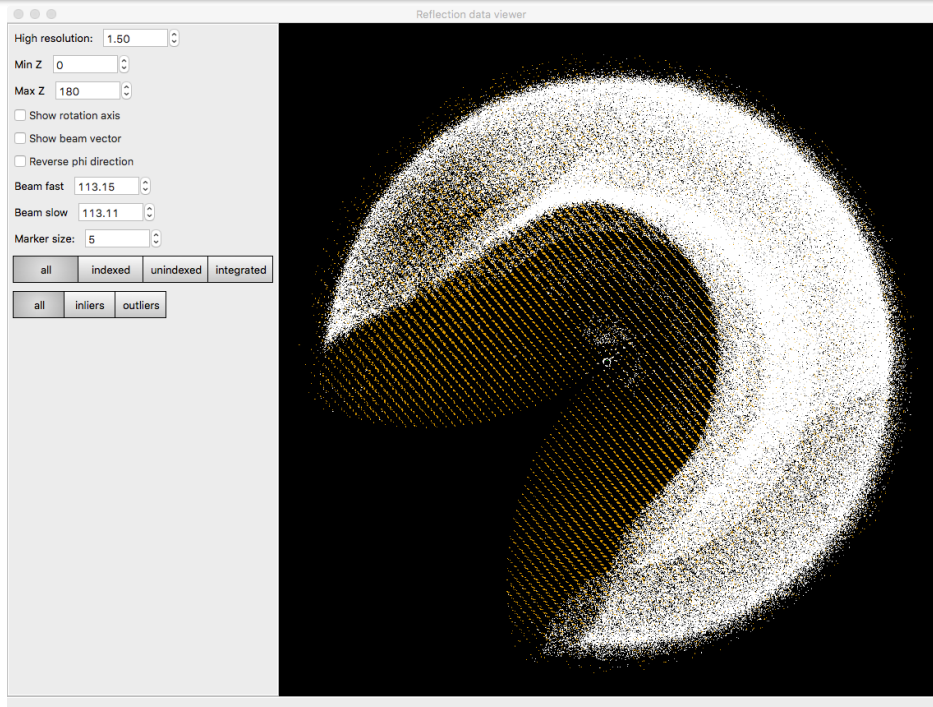 Reflection data viewer
High resolution: 1.50
Min Z 0
Max Z 180
Show rotation axis
Show beam vector
Reverse phi direction
Beam fast 113.15
Beam slow 113.11
Marker size: 5
all indexed unindexed integrated
all inliers outliers